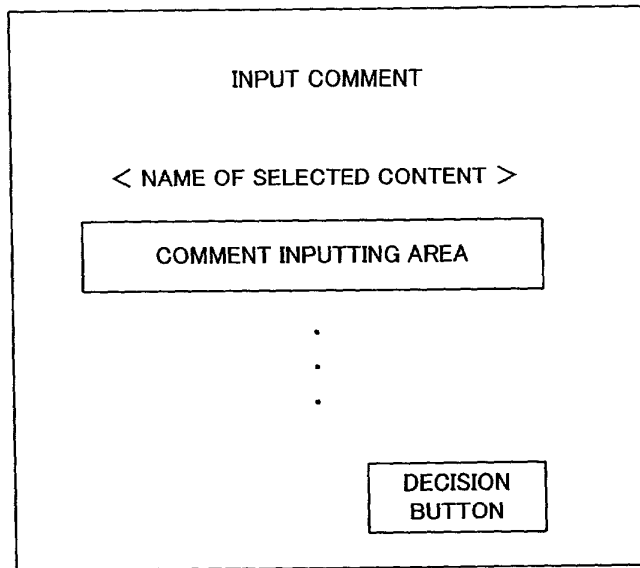 INPUT COMMENT
< NAME OF SELECTED CONTENT >
COMMENT INPUTTING AREA
DECISION
BUTTON